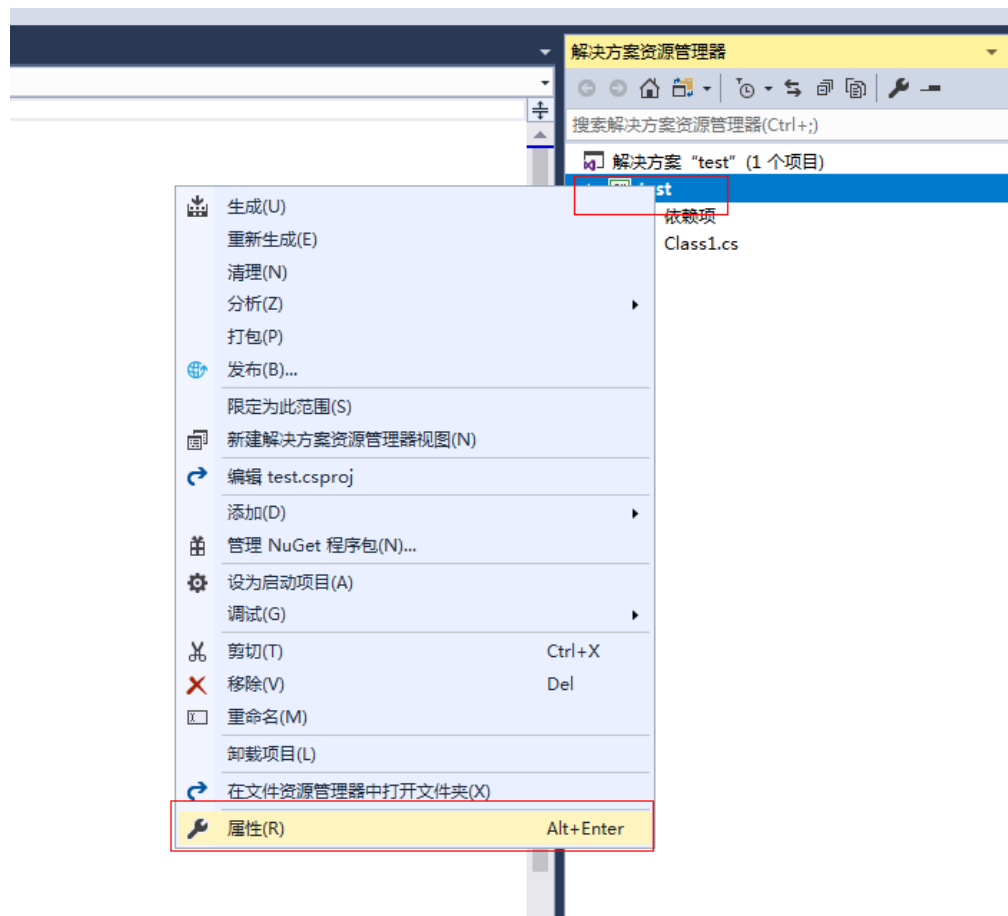 解决方案资源管理器
搜索解决方案资源管理器(Ctrl+;)
解决方案 "test" (1 个项目)
依赖项
Class1.cs
生成(U)
重新生成(E)
清理(N)
分析(Z)
打包(P)
发布(B)...
限定为此范围(S)
新建解决方案资源管理器视图(N)
编辑 test.csproj
添加(D)
管理 NuGet 程序包(N)...
设为启动项目(A)
调试(G)
剪切(T) Ctrl+X
移除(V) Del
重命名(M)
卸载项目(L)
在文件资源管理器中打开文件夹(X)
属性(R) Alt+Enter